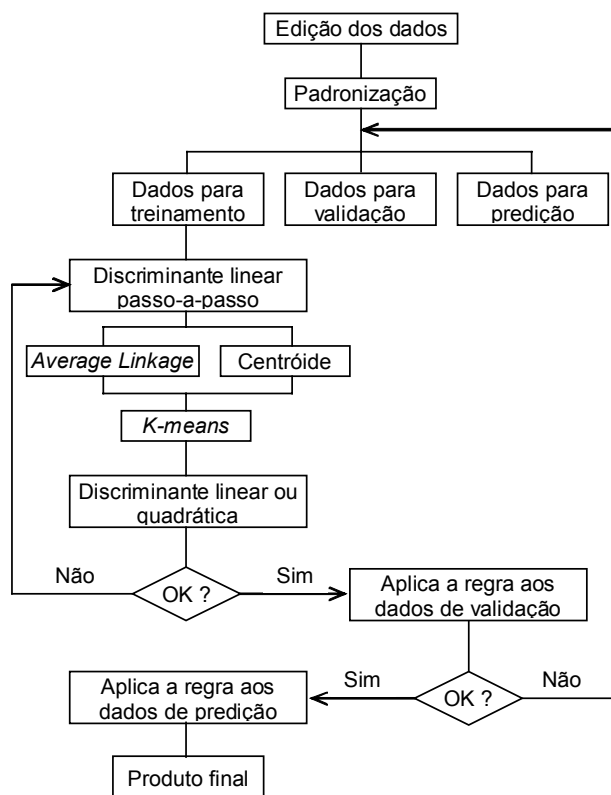 Edição dos dados
Padronização
Dados para
treinamento
Dados para
validação
Dados para
predição
Discriminante linear
passo-a-passo
Average Linkage
Centróide
K-means
Discriminante linear ou
quadrática
Não
OK ?
Sim
Aplica a regra aos
dados de validação
Aplica a regra aos
dados de predição
Sim
OK ?
Não
Produto final